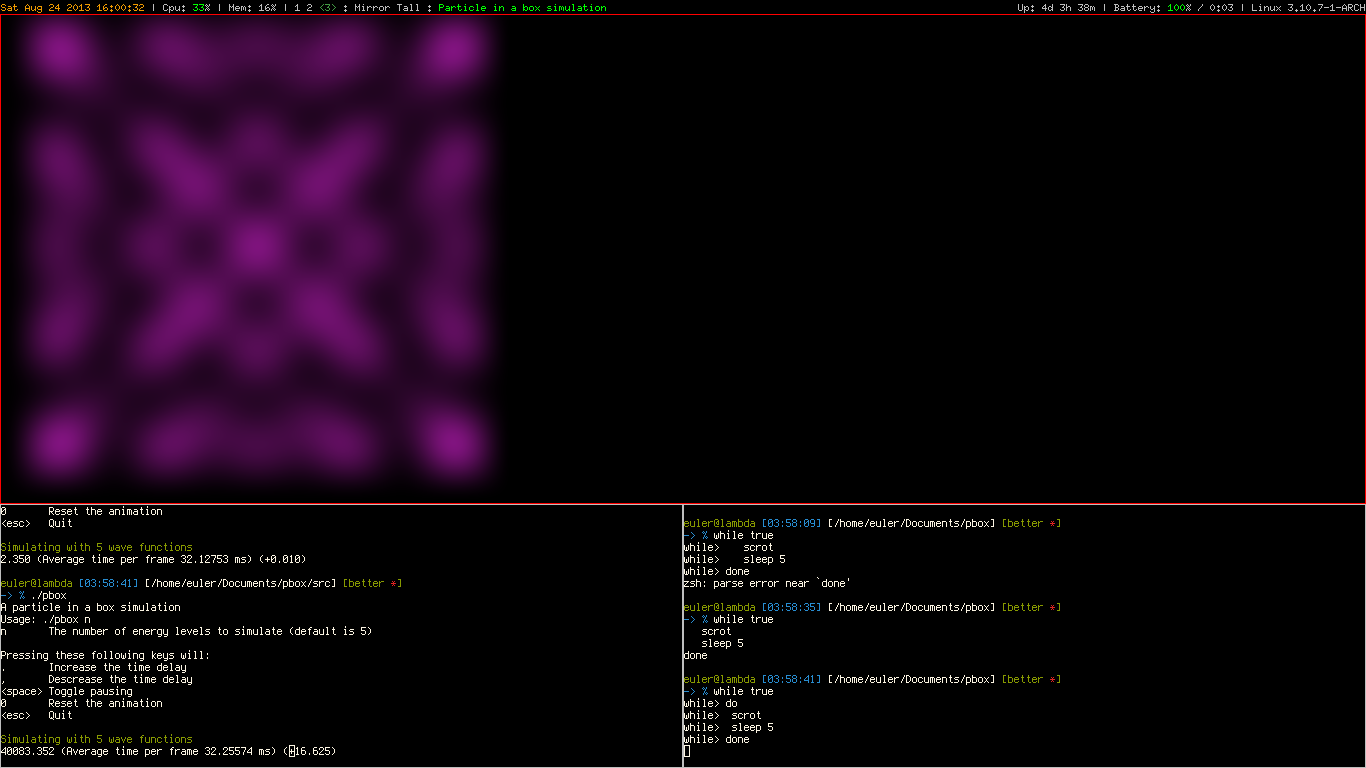 Sat Aug 24 2013 16:00:32 | Cpu: 33% | Mem: 16% | 1 2 <3> : Mirror Tall : Particle in a box simulation
Up: 4d 3h 38m | Battery: 100% / 0:03 | Linux 3.10.7-1-ARCH
0 Reset the animation
<esc> Quit
Simulating with 5 wave functions
2.350 (Average time per frame 32.12753 ms) (+0.010)
euler@lambda [03:58:41] [/home/euler/Documents/pbox/src] [better *]
-> % ./pbox
A particle in a box simulation
Usage: ./pbox n
n The number of energy levels to simulate (default is 5)
Pressing these following keys will:
. Increase the time delay
, Descrease the time delay
<space> Toggle pausing
0 Reset the animation
<esc> Quit
Simulating with 5 wave functions
40083.352 (Average time per frame 32.25574 ms) (+16.625)
euler@lambda [03:58:09] [/home/euler/Documents/pbox] [better *]
-> % while true
while> scrot
while> sleep 5
while> done
zsh: parse error near `done'
euler@lambda [03:58:35] [/home/euler/Documents/pbox] [better *]
-> % while true
scrot
sleep 5
done
euler@lambda [03:58:41] [/home/euler/Documents/pbox] [better *]
-> % while true
while> do
while> scrot
while> sleep 5
while> done